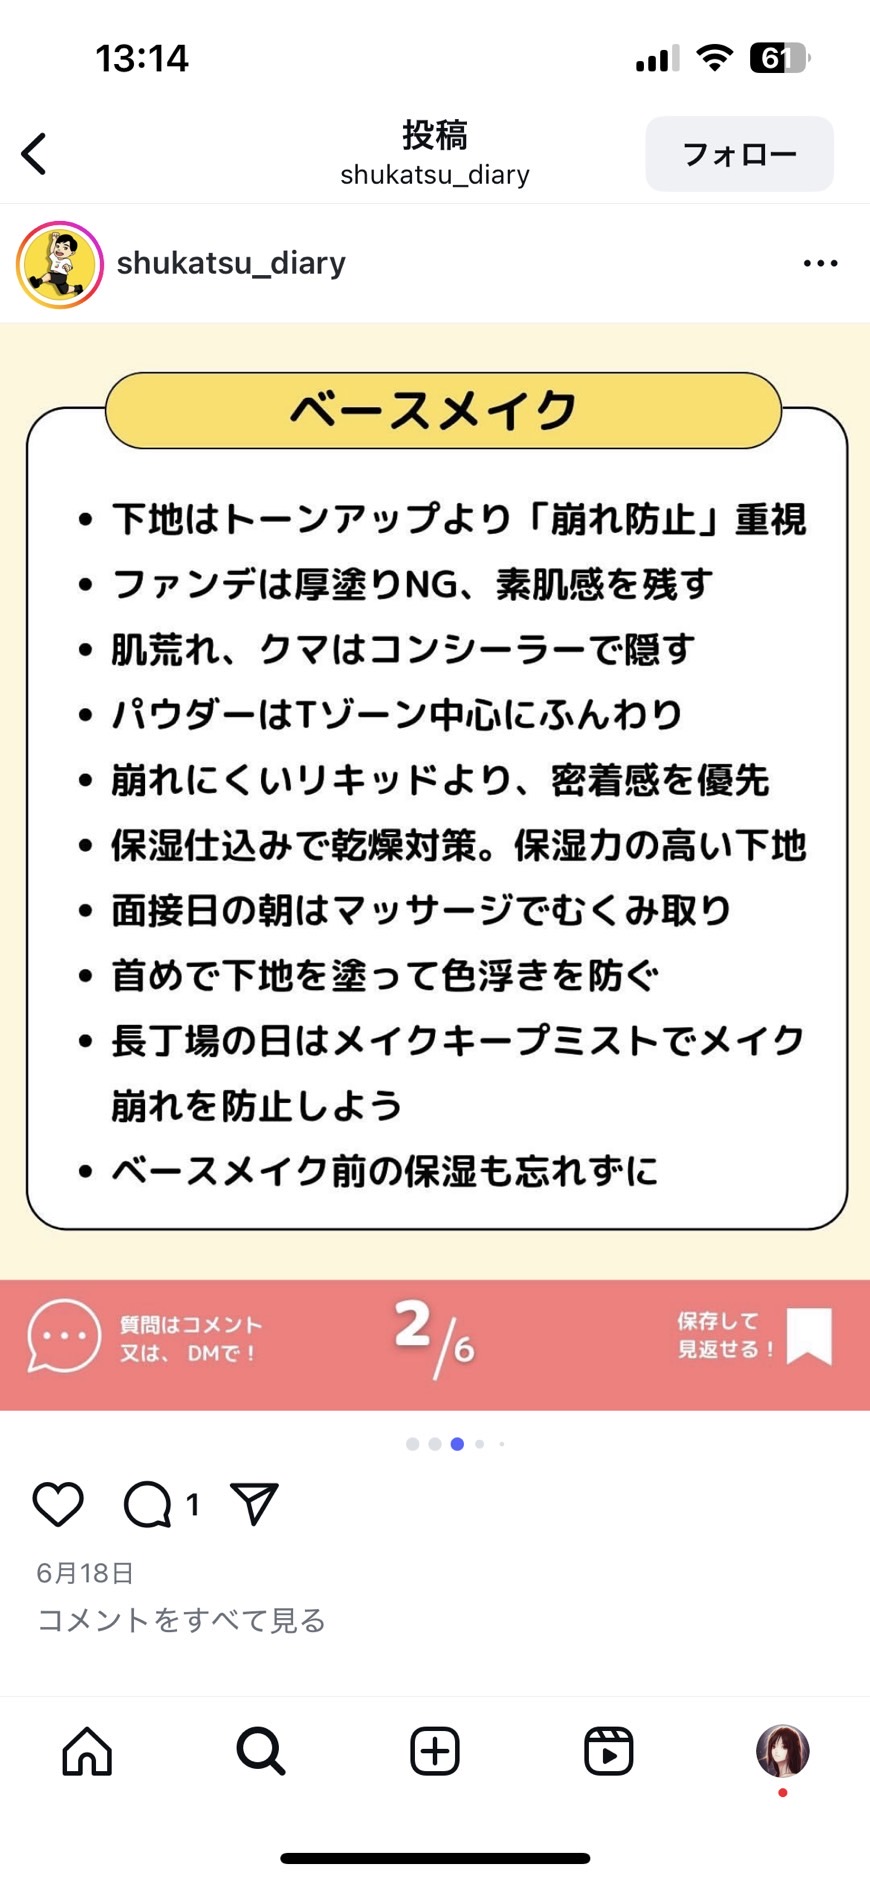 13:14
61
投稿
shukatsu_diary
フォロー
shukatsu_diary
ベースメイク
• 下地はトーンアップより「崩れ防止」重視
• ファンデは厚塗りNG、素肌感を残す
• 肌荒れ、クマはコンシーラーで隠す
• パウダーはTゾーン中心にふんわり
• 崩れにくいリキッドより、密着感を優先
• 保湿仕込みで乾燥対策。保湿力の高い下地
• 面接日の朝はマッサージでむくみ取り
• 首めで下地を塗って色浮きを防ぐ
• 長丁場の日はメイクキープミストでメイク
崩れを防止しよう
• ベースメイク前の保湿も忘れずに
質問はコメント
又は、DMで！
2/6
保存して
見返せる！
1
6月18日
コメントをすべて見る